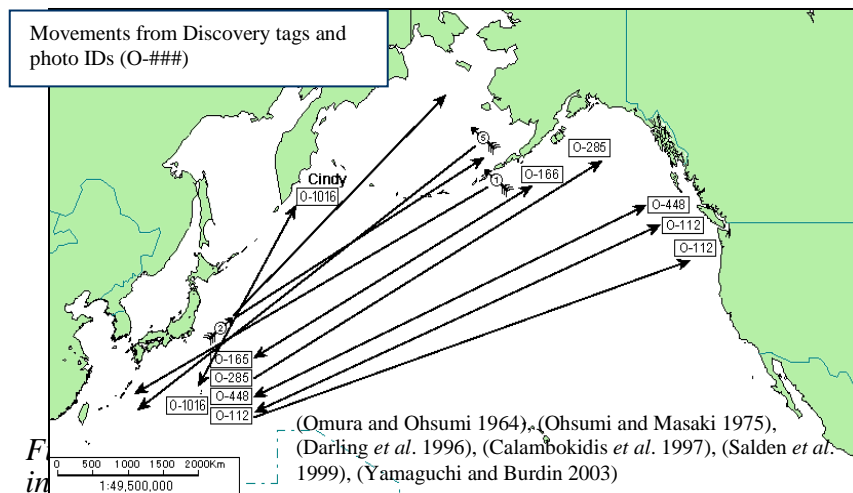 Movements from Discovery tags and
photo IDs (O-###)
5
Cindy
O-1016
1
O-166
O-285
O-448
O-112
O-112
2
O-165
O-285
O-448
O-1016
O-112
(Omura and Ohsumi 1964), (Ohsumi and Masaki 1975),
(Darling et al. 1996), (Calambokidis et al. 1997), (Salden et al.
1999), (Yamaguchi and Burdin 2003)
in
0 500 1000 1500 2000Km
1:49,500,000